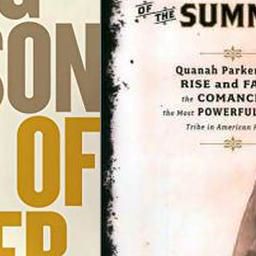 SON
OF
OF THE SUMM
Quanah Parker
RISE and FA
the COMANC
the Most POWERFUL
Tribe in American H